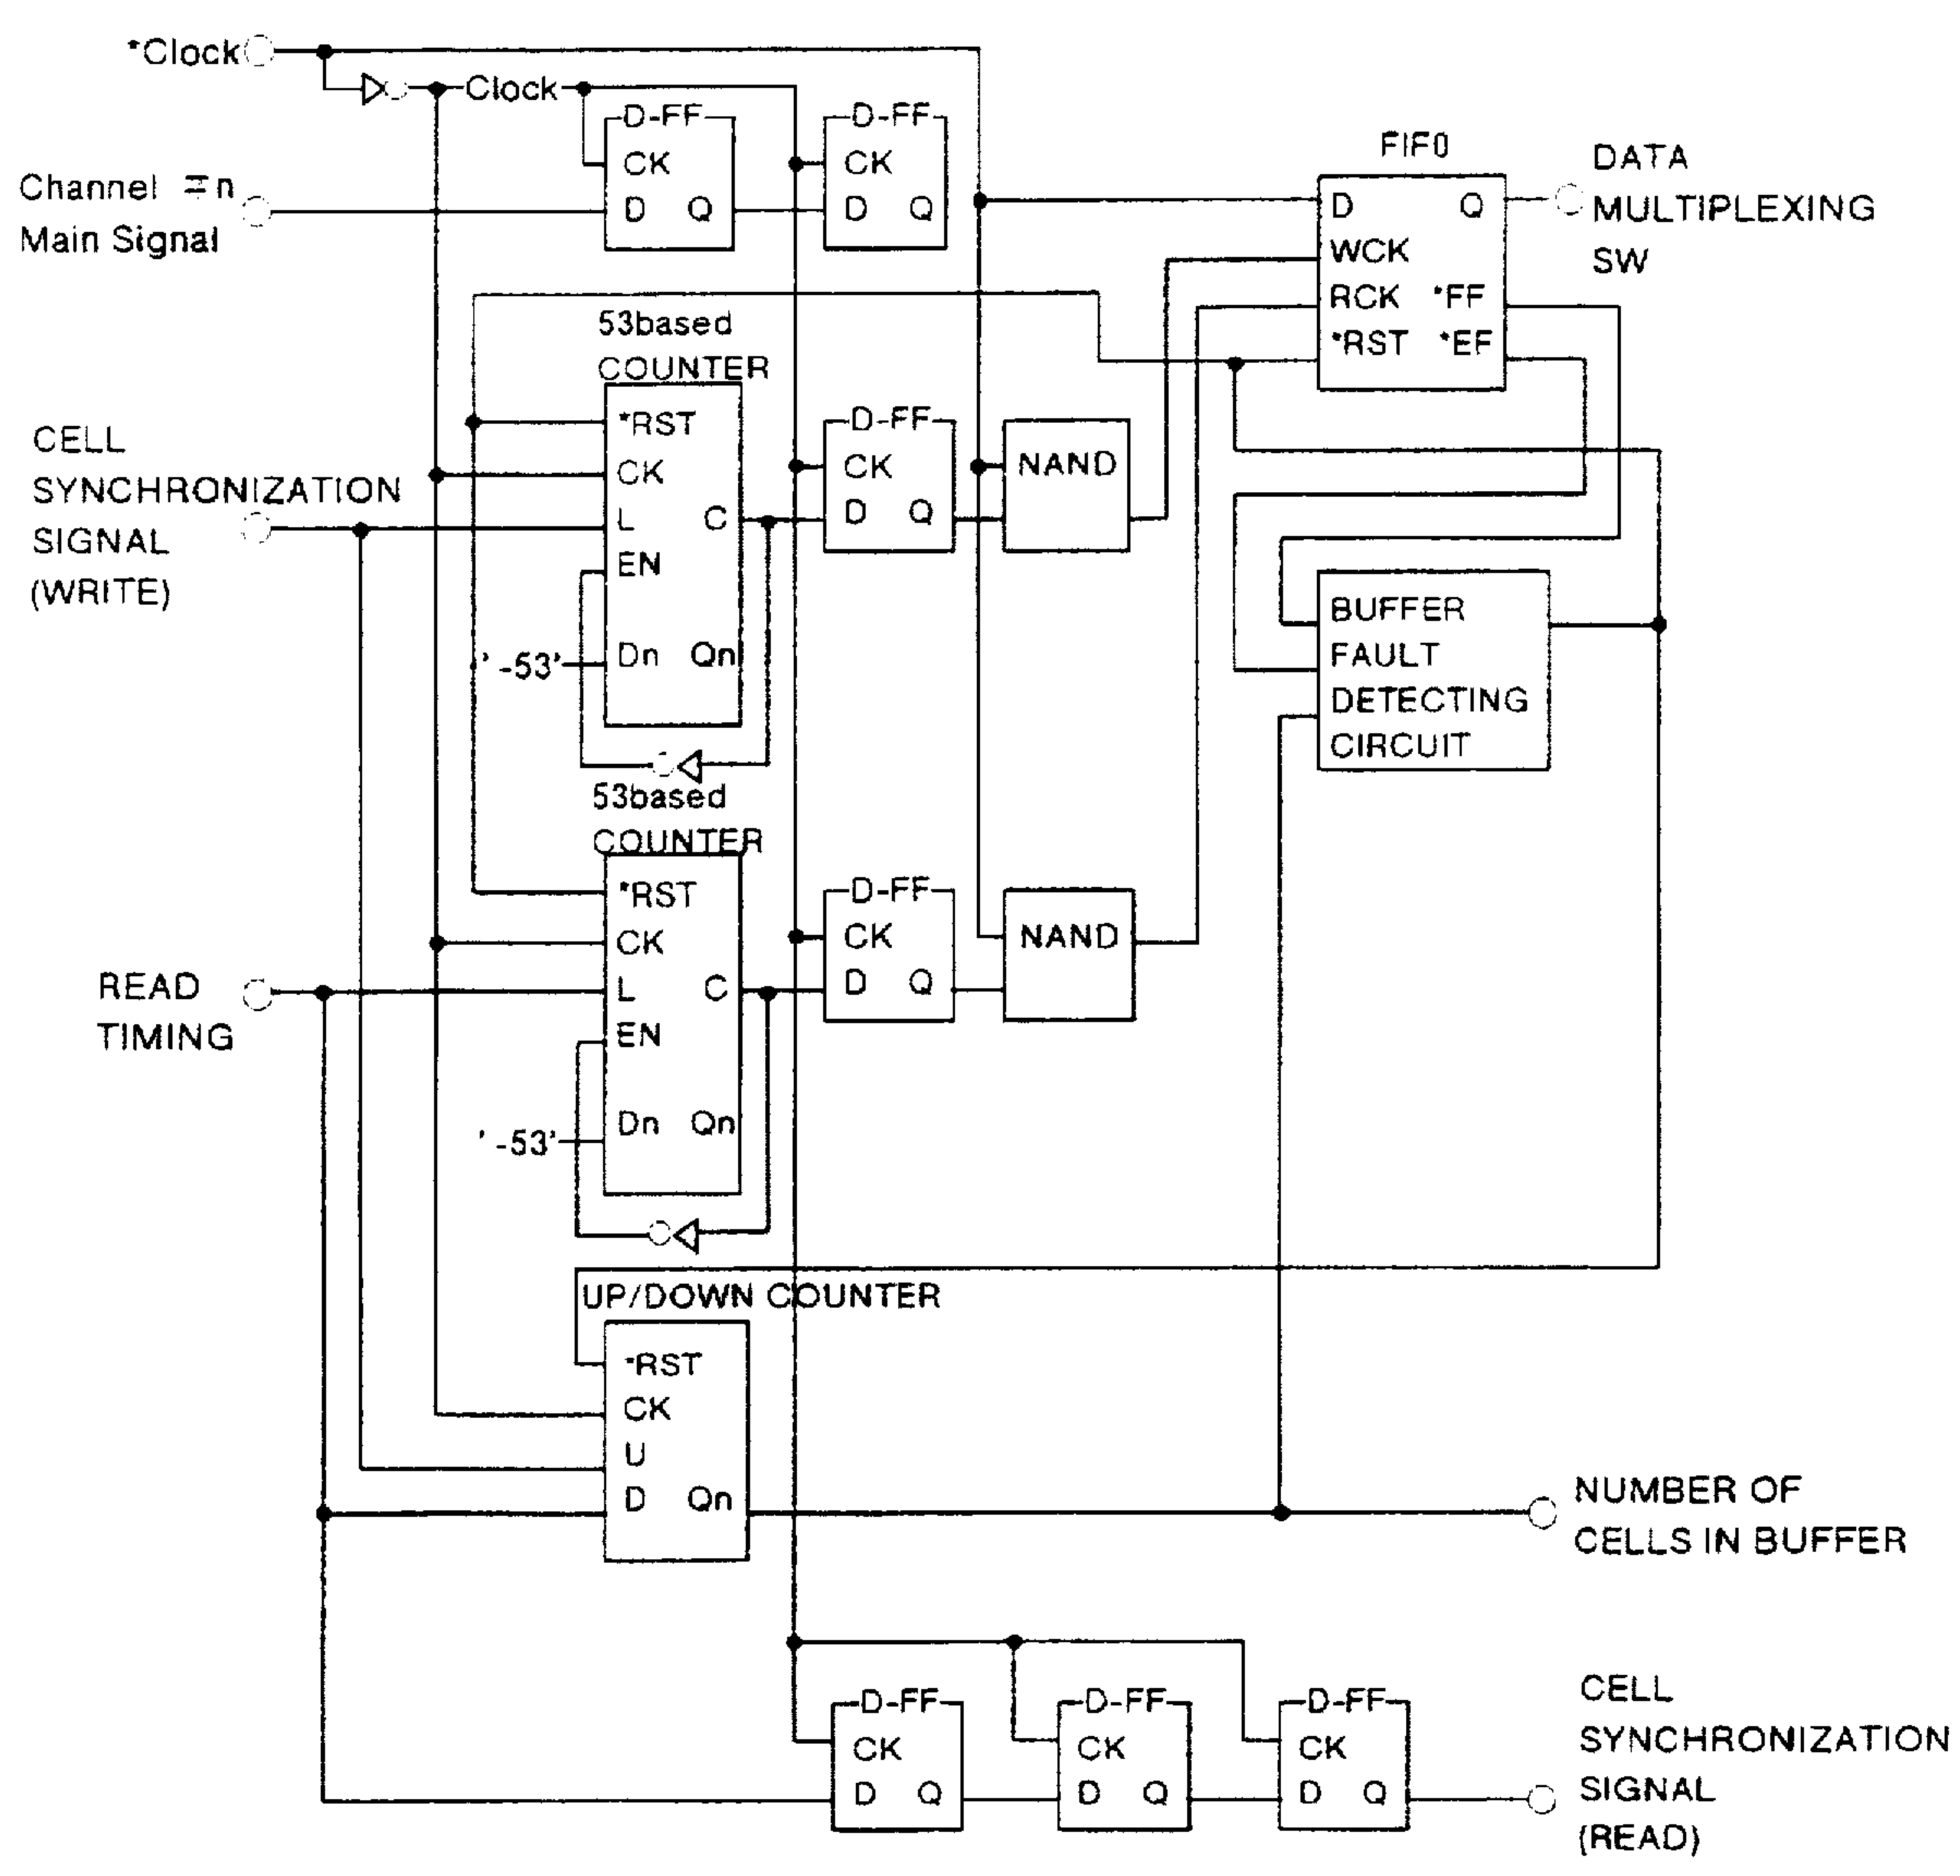 *Clock
Clock
Channel #n
Main Signal
D-FF
CK
D Q
D-FF
CK
D Q
FIFO
D Q
WCK
RCK *FF
*RST *EF
DATA
MULTIPLEXING
SW
53based
COUNTER
*RST
CK
L C
EN
Dn Qn
'-53'
CELL
SYNCHRONIZATION
SIGNAL
(WRITE)
D-FF
CK
D Q
NAND
BUFFER
FAULT
DETECTING
CIRCUIT
53based
COUNTER
*RST
CK
L C
EN
Dn Qn
'-53'
READ
TIMING
D-FF
CK
D Q
NAND
UP/DOWN COUNTER
*RST
CK
U
D Qn
NUMBER OF
CELLS IN BUFFER
D-FF
CK
D Q
D-FF
CK
D Q
D-FF
CK
D Q
CELL
SYNCHRONIZATION
SIGNAL
(READ)